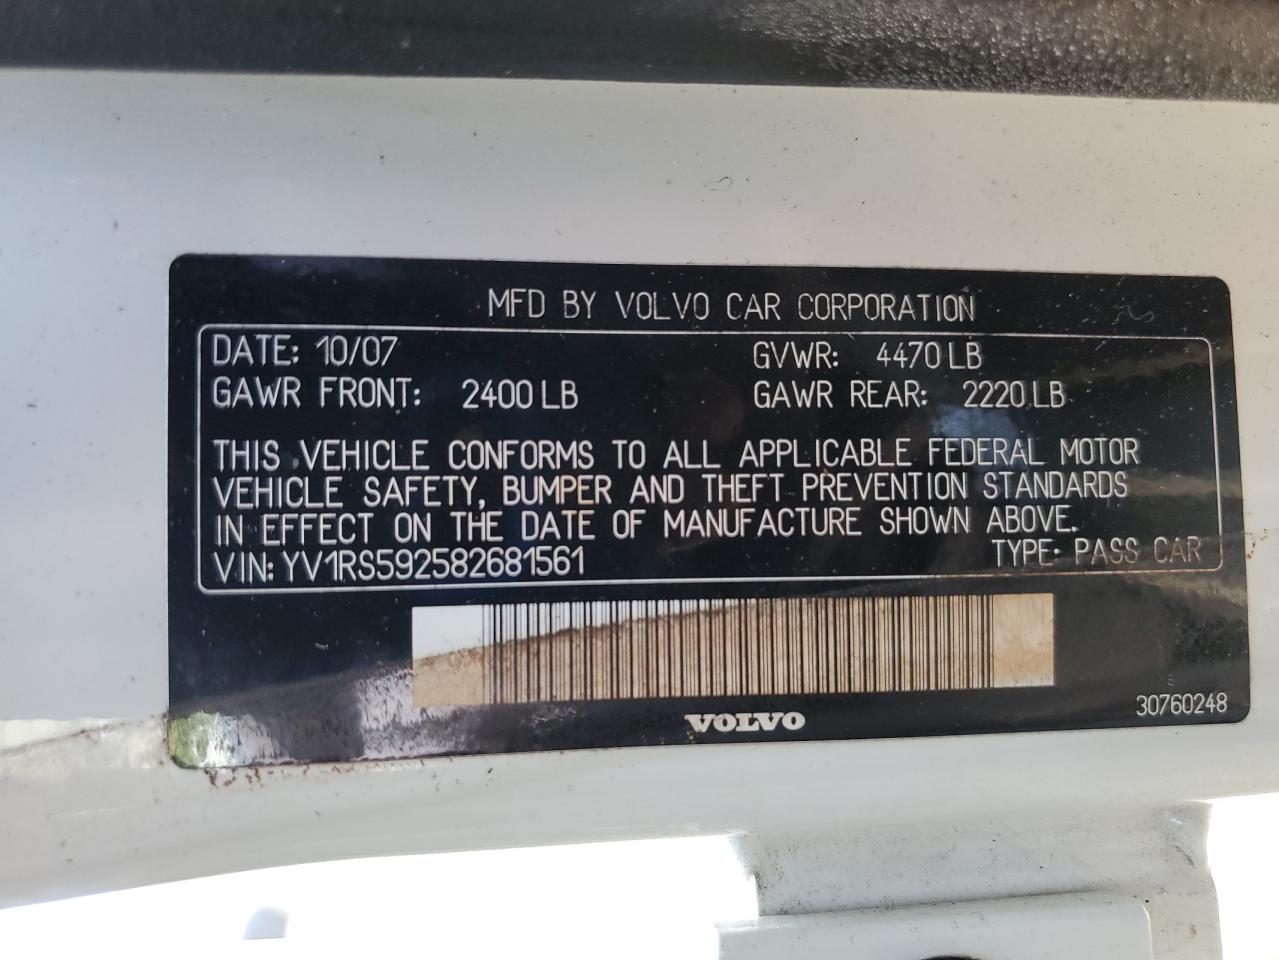 MFD BY VOLVO CAR CORPORATION
DATE: 10/07 GVWR: 4470 LB
GAWR FRONT: 2400 LB GAWR REAR: 2220 LB
THIS VEHICLE CONFORMS TO ALL APPLICABLE FEDERAL MOTOR
VEHICLE SAFETY, BUMPER AND THEFT PREVENTION STANDARDS
IN EFFECT ON THE DATE OF MANUFACTURE SHOWN ABOVE.
VIN: YV1RS592582681561 TYPE: PASS CAR
VOLVO
30760248